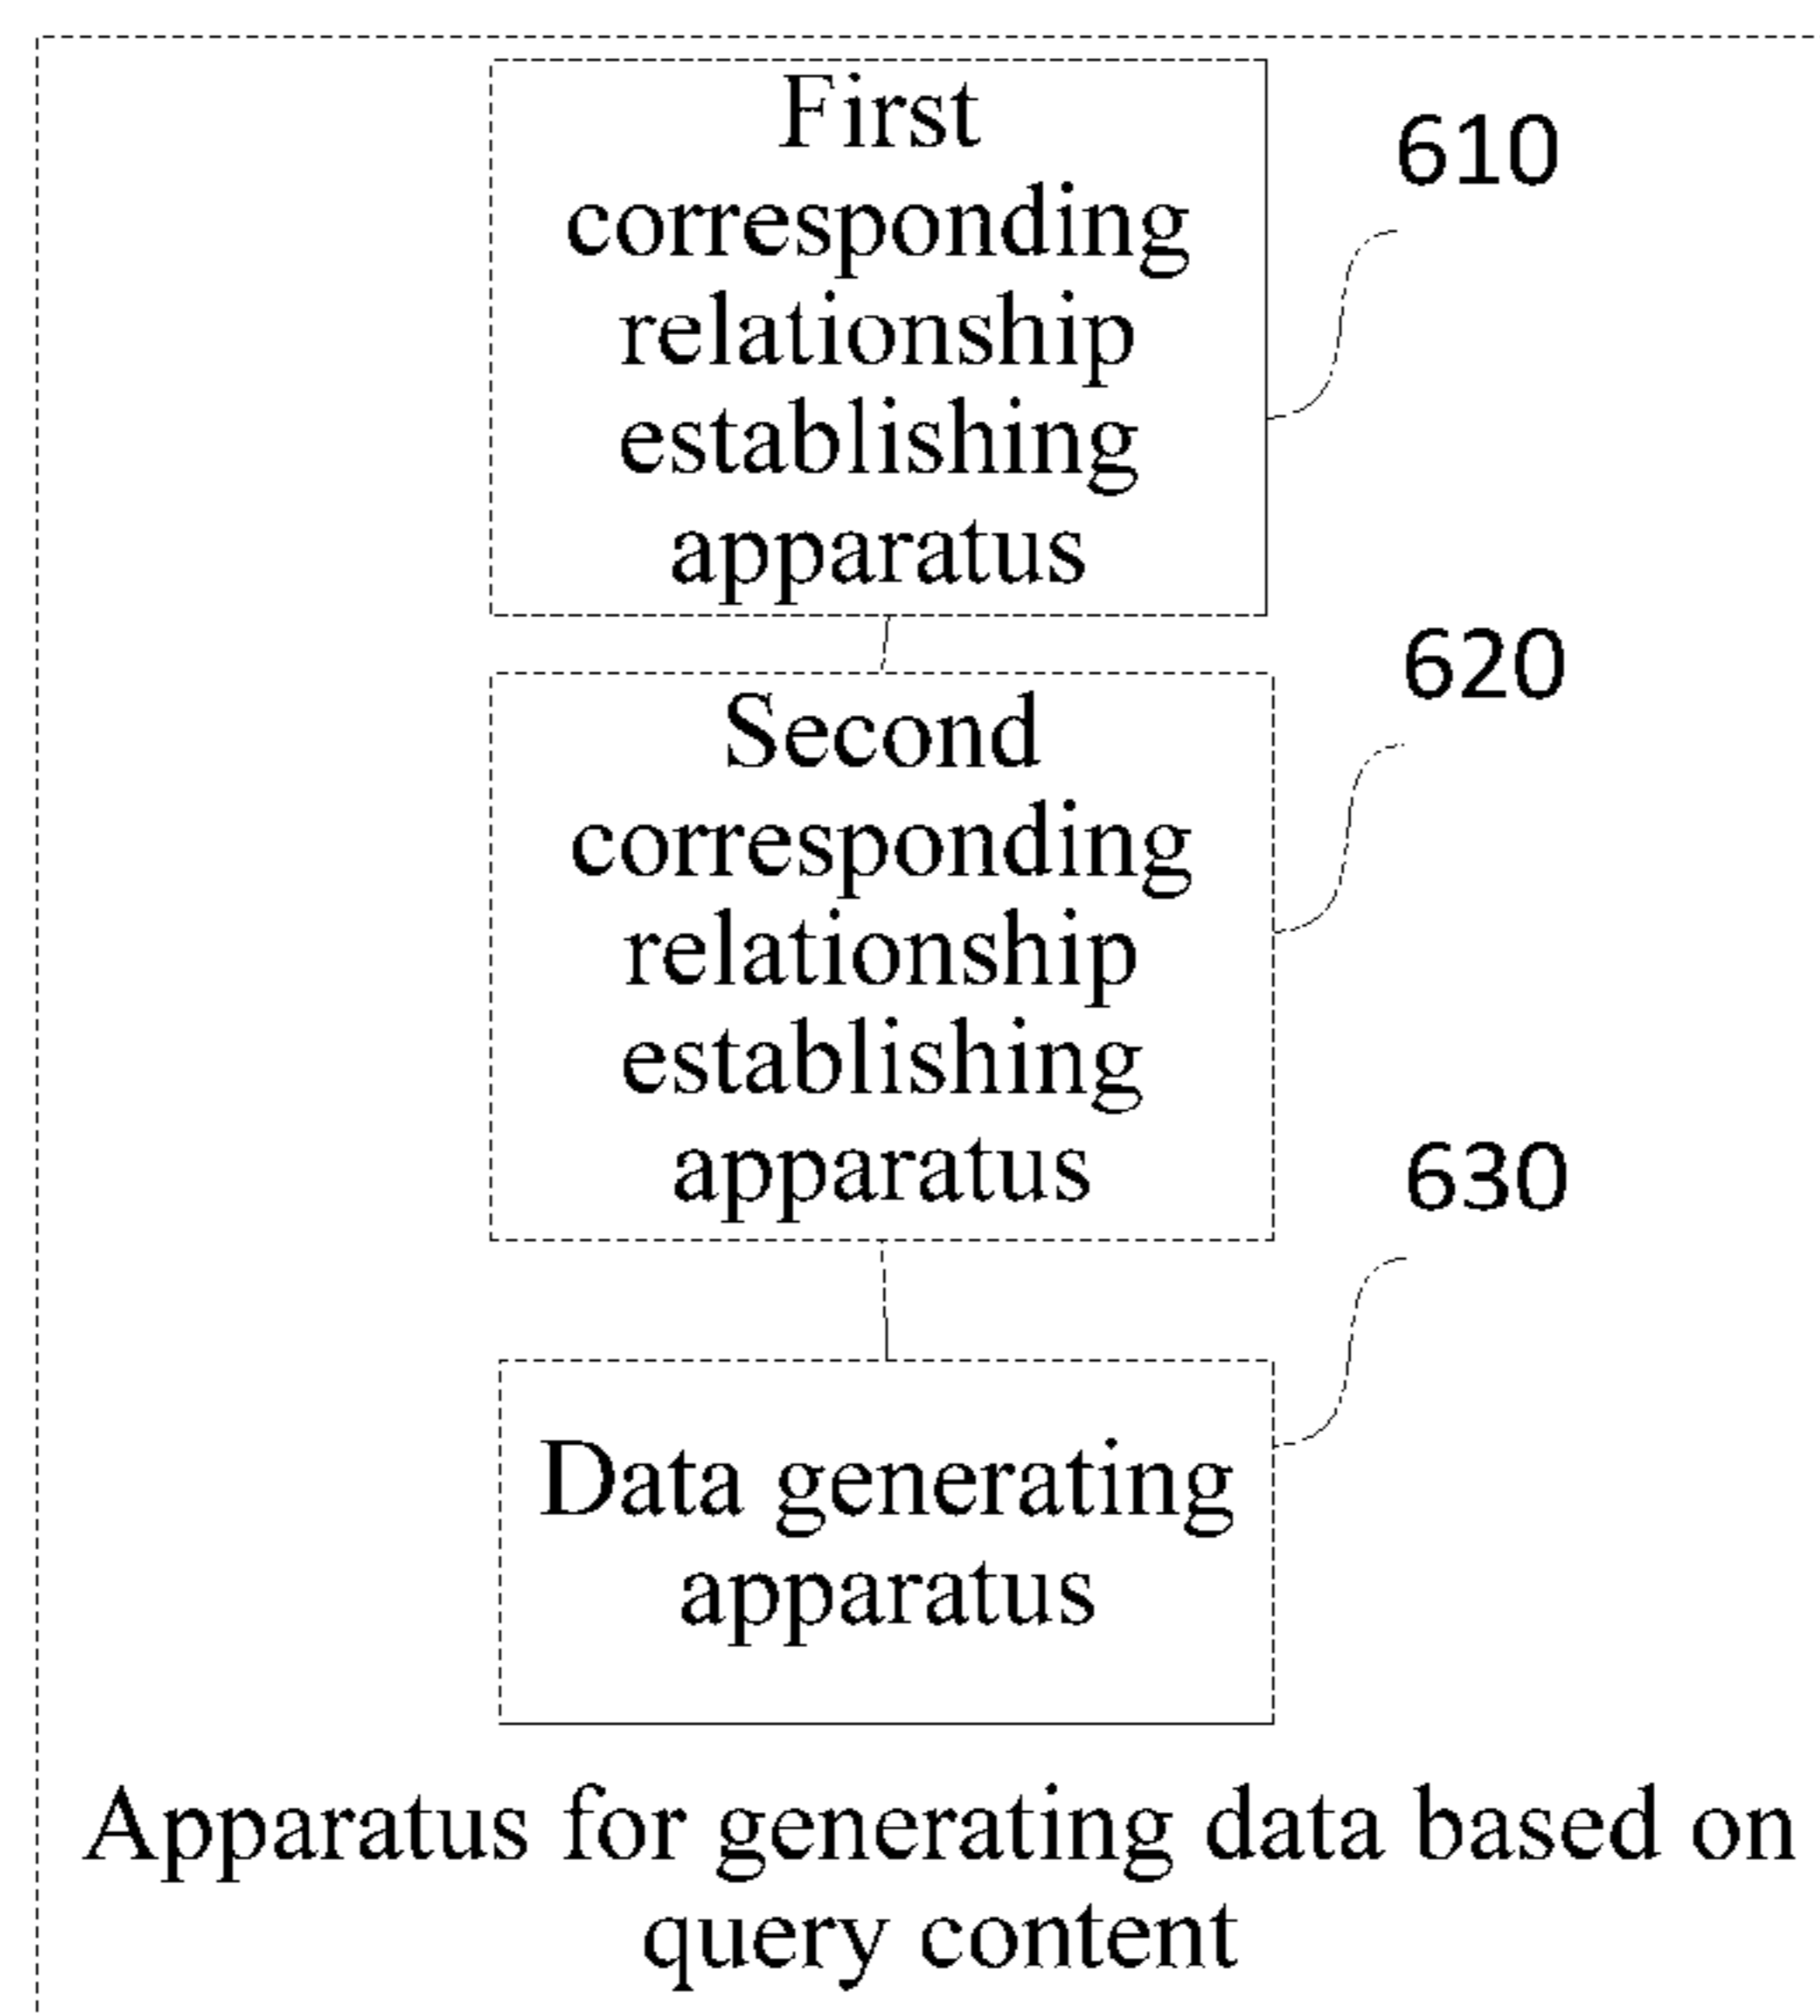 First
corresponding
relationship
establishing
apparatus
610
Second
corresponding
relationship
establishing
apparatus
620
Data generating
apparatus
630
Apparatus for generating data based on
query content